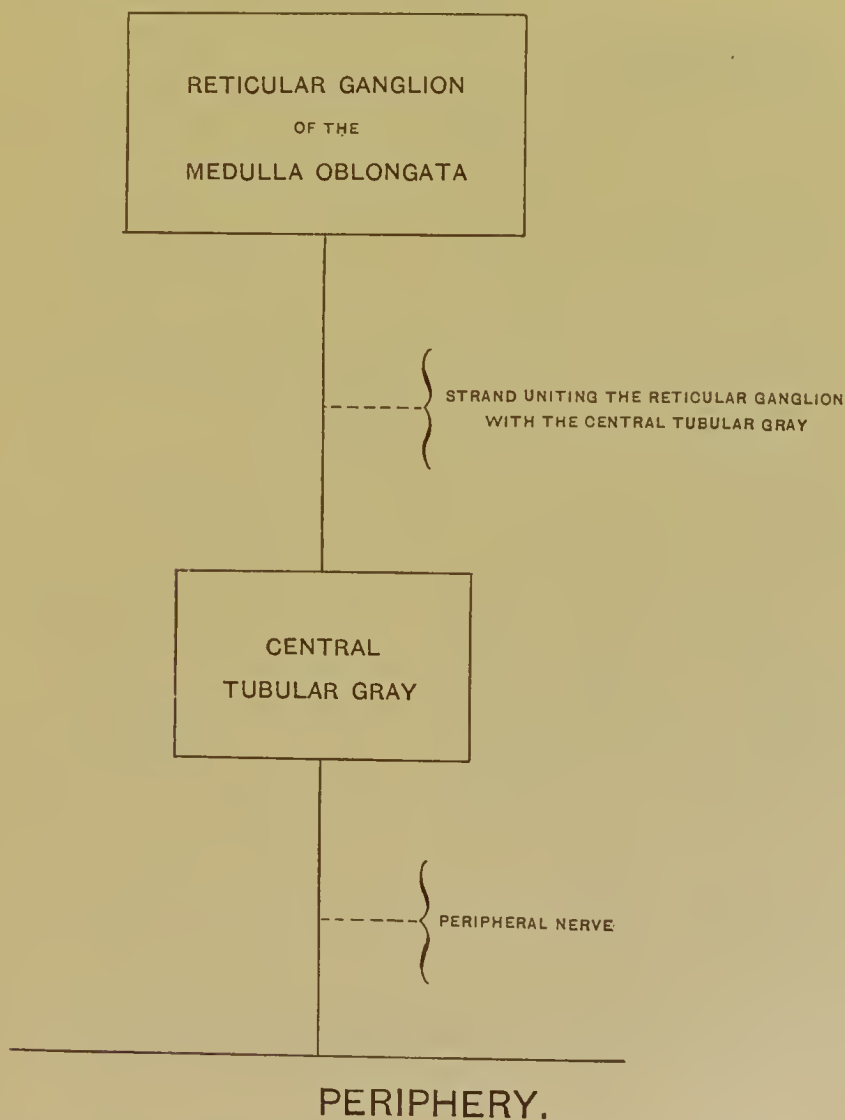 RETICULAR GANGLION
OF THE
MEDULLA OBLONGATA
STRAND UNITING THE RETICULAR GANGLION
WITH THE CENTRAL TUBULAR GRAY
CENTRAL
TUBULAR GRAY
PERIPHERAL NERVE
PERIPHERY.